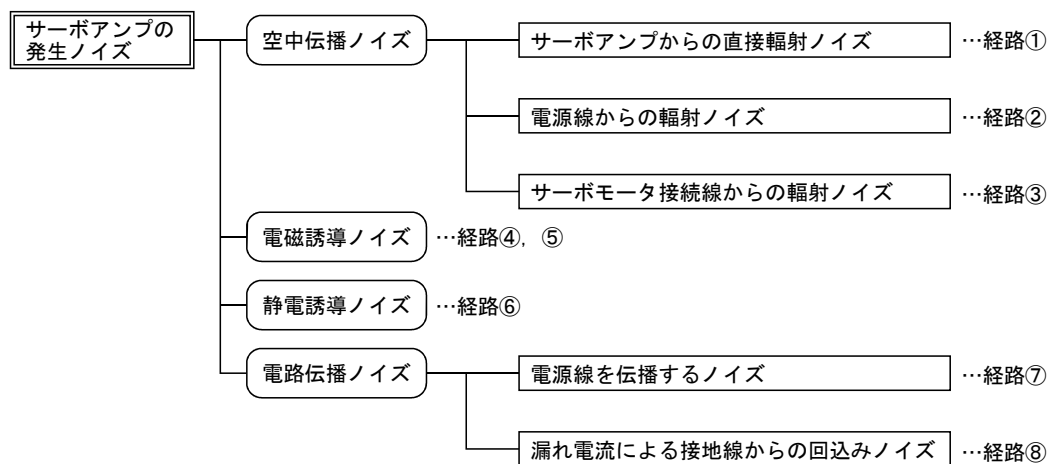 サーボアンプの
発生ノイズ
空中伝播ノイズ
サーボアンプからの直接輻射ノイズ …経路①
電源線からの輻射ノイズ …経路②
サーボモータ接続線からの輻射ノイズ …経路③
電磁誘導ノイズ …経路④，⑤
静電誘導ノイズ …経路⑥
電路伝播ノイズ
電源線を伝播するノイズ …経路⑦
漏れ電流による接地線からの回込みノイズ …経路⑧